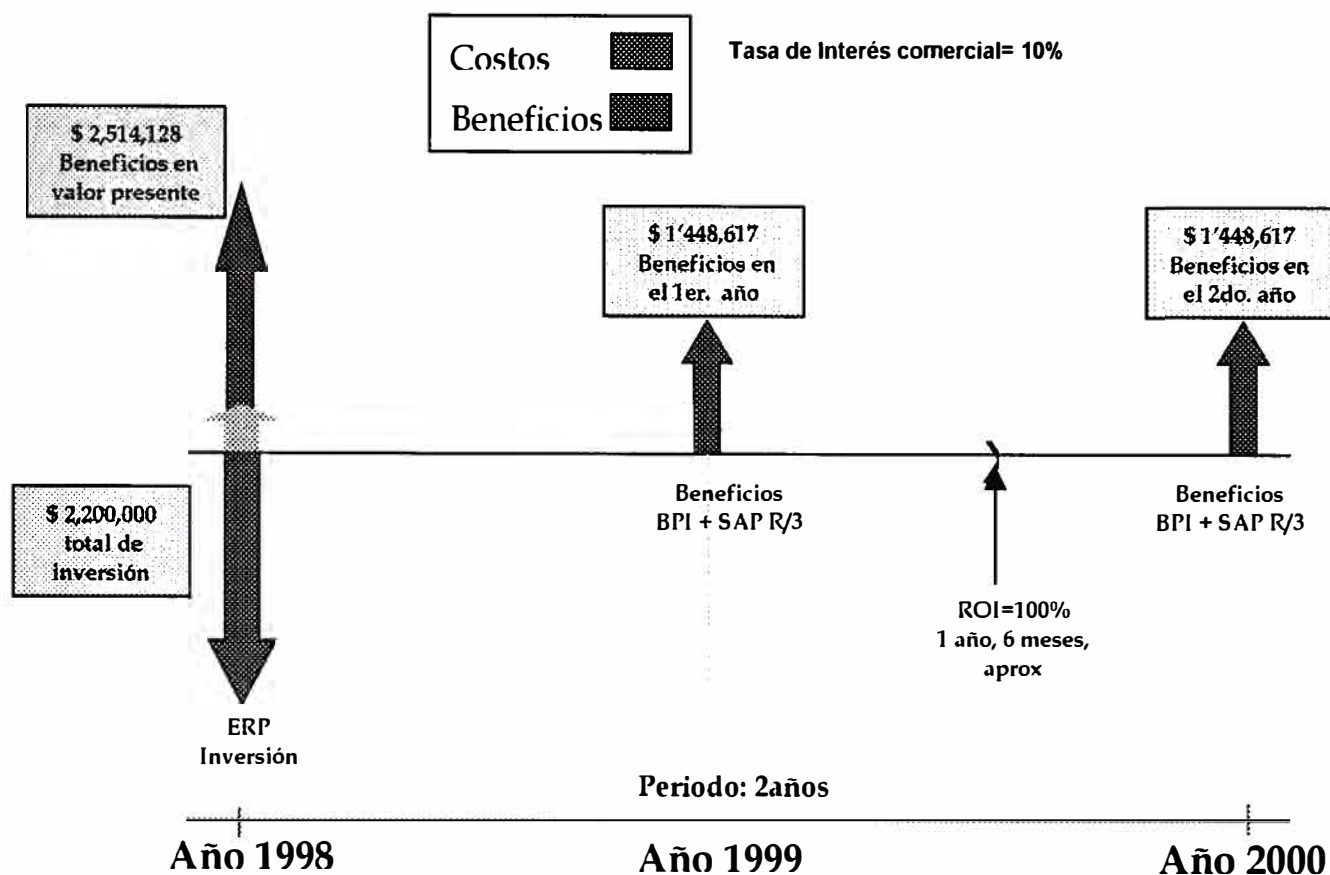 Costos
Beneficios
Tasa de Interés comercial= 10%
$ 2,514,128
Beneficios en
valor presente
$ 1'448,617
Beneficios en
el 1er. año
$ 1'448,617
Beneficios en
el 2do. año
$ 2,200,000
total de
inversión
Beneficios
BPI + SAP R/3
Beneficios
BPI + SAP R/3
ROI=100%
1 año, 6 meses,
aprox
ERP
Inversión
Periodo: 2años
Año 1998
Año 1999
Año 2000